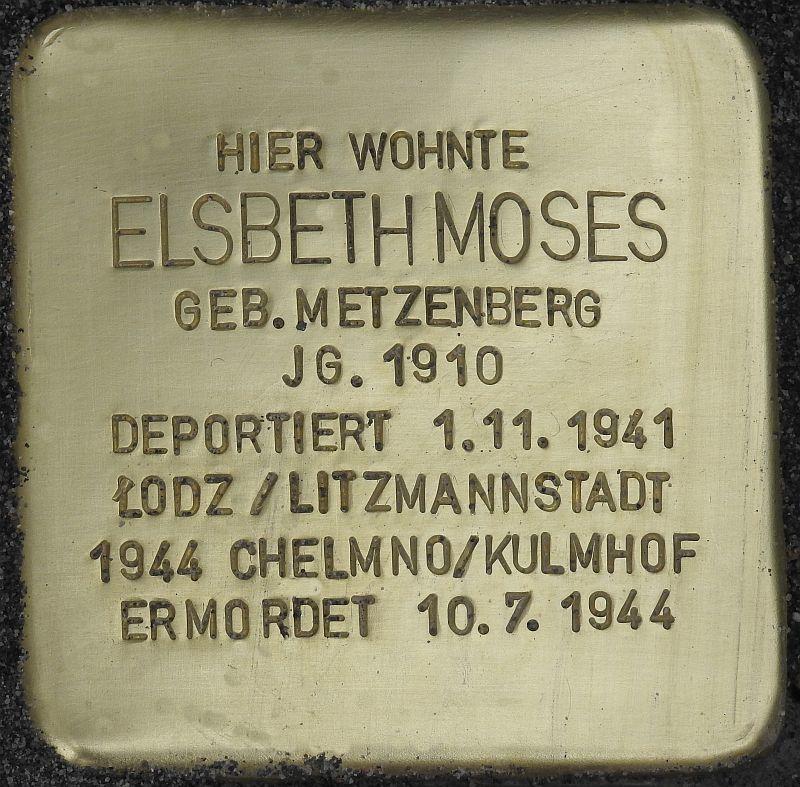 HIER WOHNTE
ELSBETH MOSES
GEB. METZENBERG
JG. 1910
DEPORTIERT 1.11.1941
ŁODZ / LITZMANNSTADT
1944 CHELMNO/KULMHOF
ERMORDET 10.7.1944